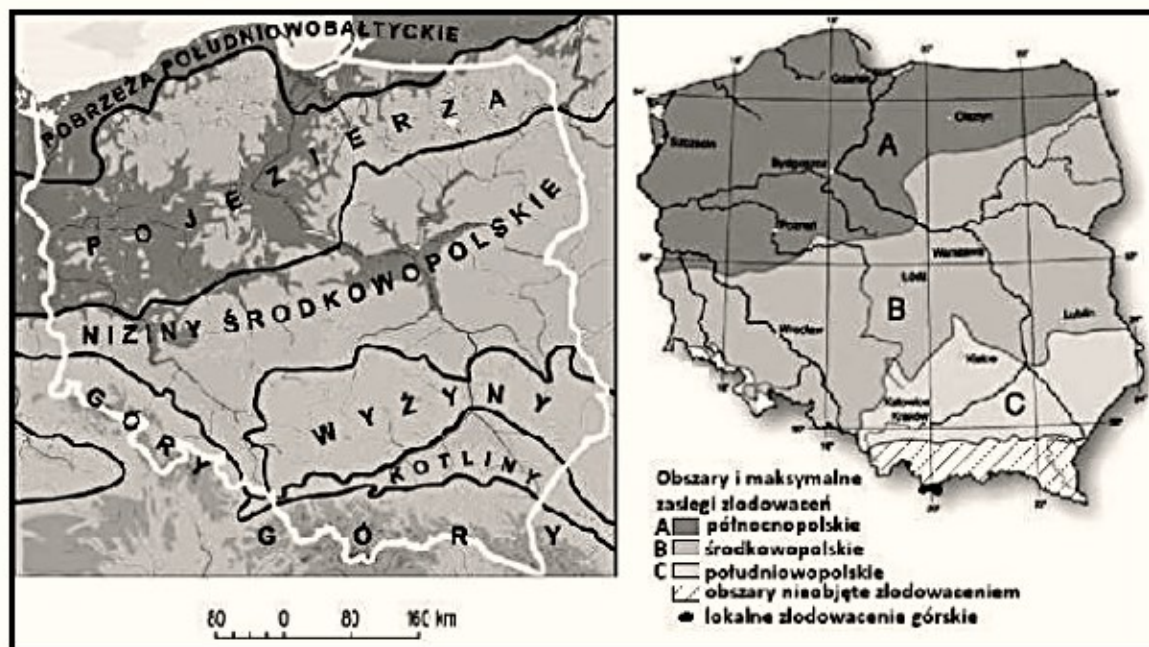 POBRZEŻA POŁUDNIOWOBAŁTYCKIE
POJEZIERZA
NIZINY ŚRODKOWOPOLSKIE
GÓRY
WYŻYNY
KOTLINY
GÓRY
80 40 0 80 160 km
Gdańsk
Olsztyn
Szczecin
A
Bydgoszcz
Poznań
Warszawa
Łódź
B
Wrocław
Lublin
Kielce
Katowice
Kraków
C
Obszary i maksymalne
zasięgi zlodowaceń
A północnopolskie
B środkowopolskie
C południowopolskie
obszary nieobjęte zlodowaceniem
lokalne zlodowacenie górskie